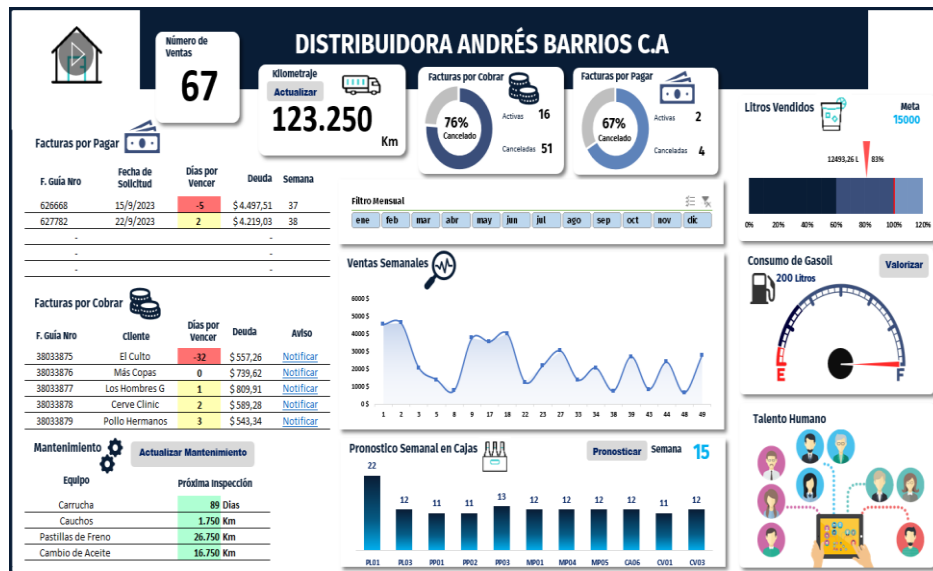 DISTRIBUIDORA ANDRÉS BARRIOS C.A
Número de
Ventas
67
Kilometraje
Actualizar
123.250
Km
Facturas por Cobrar
76%
Cancelado
Activas 16
Canceladas 51
Facturas por Pagar
67%
Cancelado
Activas 2
Canceladas 4
Litros Vendidos
Meta
15000
12493,26 L 83%
0% 20% 40% 60% 80% 100% 120%
Facturas por Pagar
F. Guía Nro Fecha de Solicitud Días por Vencer Deuda Semana
626668 15/9/2023 -5 $ 4.497,51 37
627782 22/9/2023 2 $ 4.219,03 38
- -
- -
Filtro Mensual
ene feb mar abr may jun jul ago sep oct nov dic
Ventas Semanales
6000 $
5000 $
4000 $
3000 $
2000 $
1000 $
0 $
1 2 3 5 8 9 17 18 22 23 27 33 34 38 39 43 44 48 49
Consumo de Gasoil
Valorizar
200 Litros
E F
Facturas por Cobrar
F. Guía Nro Cliente Días por Vencer Deuda Aviso
38033875 El Culto -32 $ 557,26 Notificar
38033876 Más Copas 0 $ 739,62 Notificar
38033877 Los Hombres G 1 $ 809,91 Notificar
38033878 Cerve Clinic 2 $ 589,28 Notificar
38033879 Pollo Hermanos 3 $ 543,34 Notificar
Mantenimiento
Actualizar Mantenimiento
Equipo Próxima Inspección
Carrucha 89 Dias
Cauchos 1.750 Km
Pastillas de Freno 26.750 Km
Cambio de Aceite 16.750 Km
Pronostico Semanal en Cajas
Pronosticar
Semana 15
22 12 11 11 13 12 12 12 12 11 12
PL01 PL03 PP01 PP02 PP03 MP01 MP04 MP05 CA06 CV01 CV03
Talento Humano